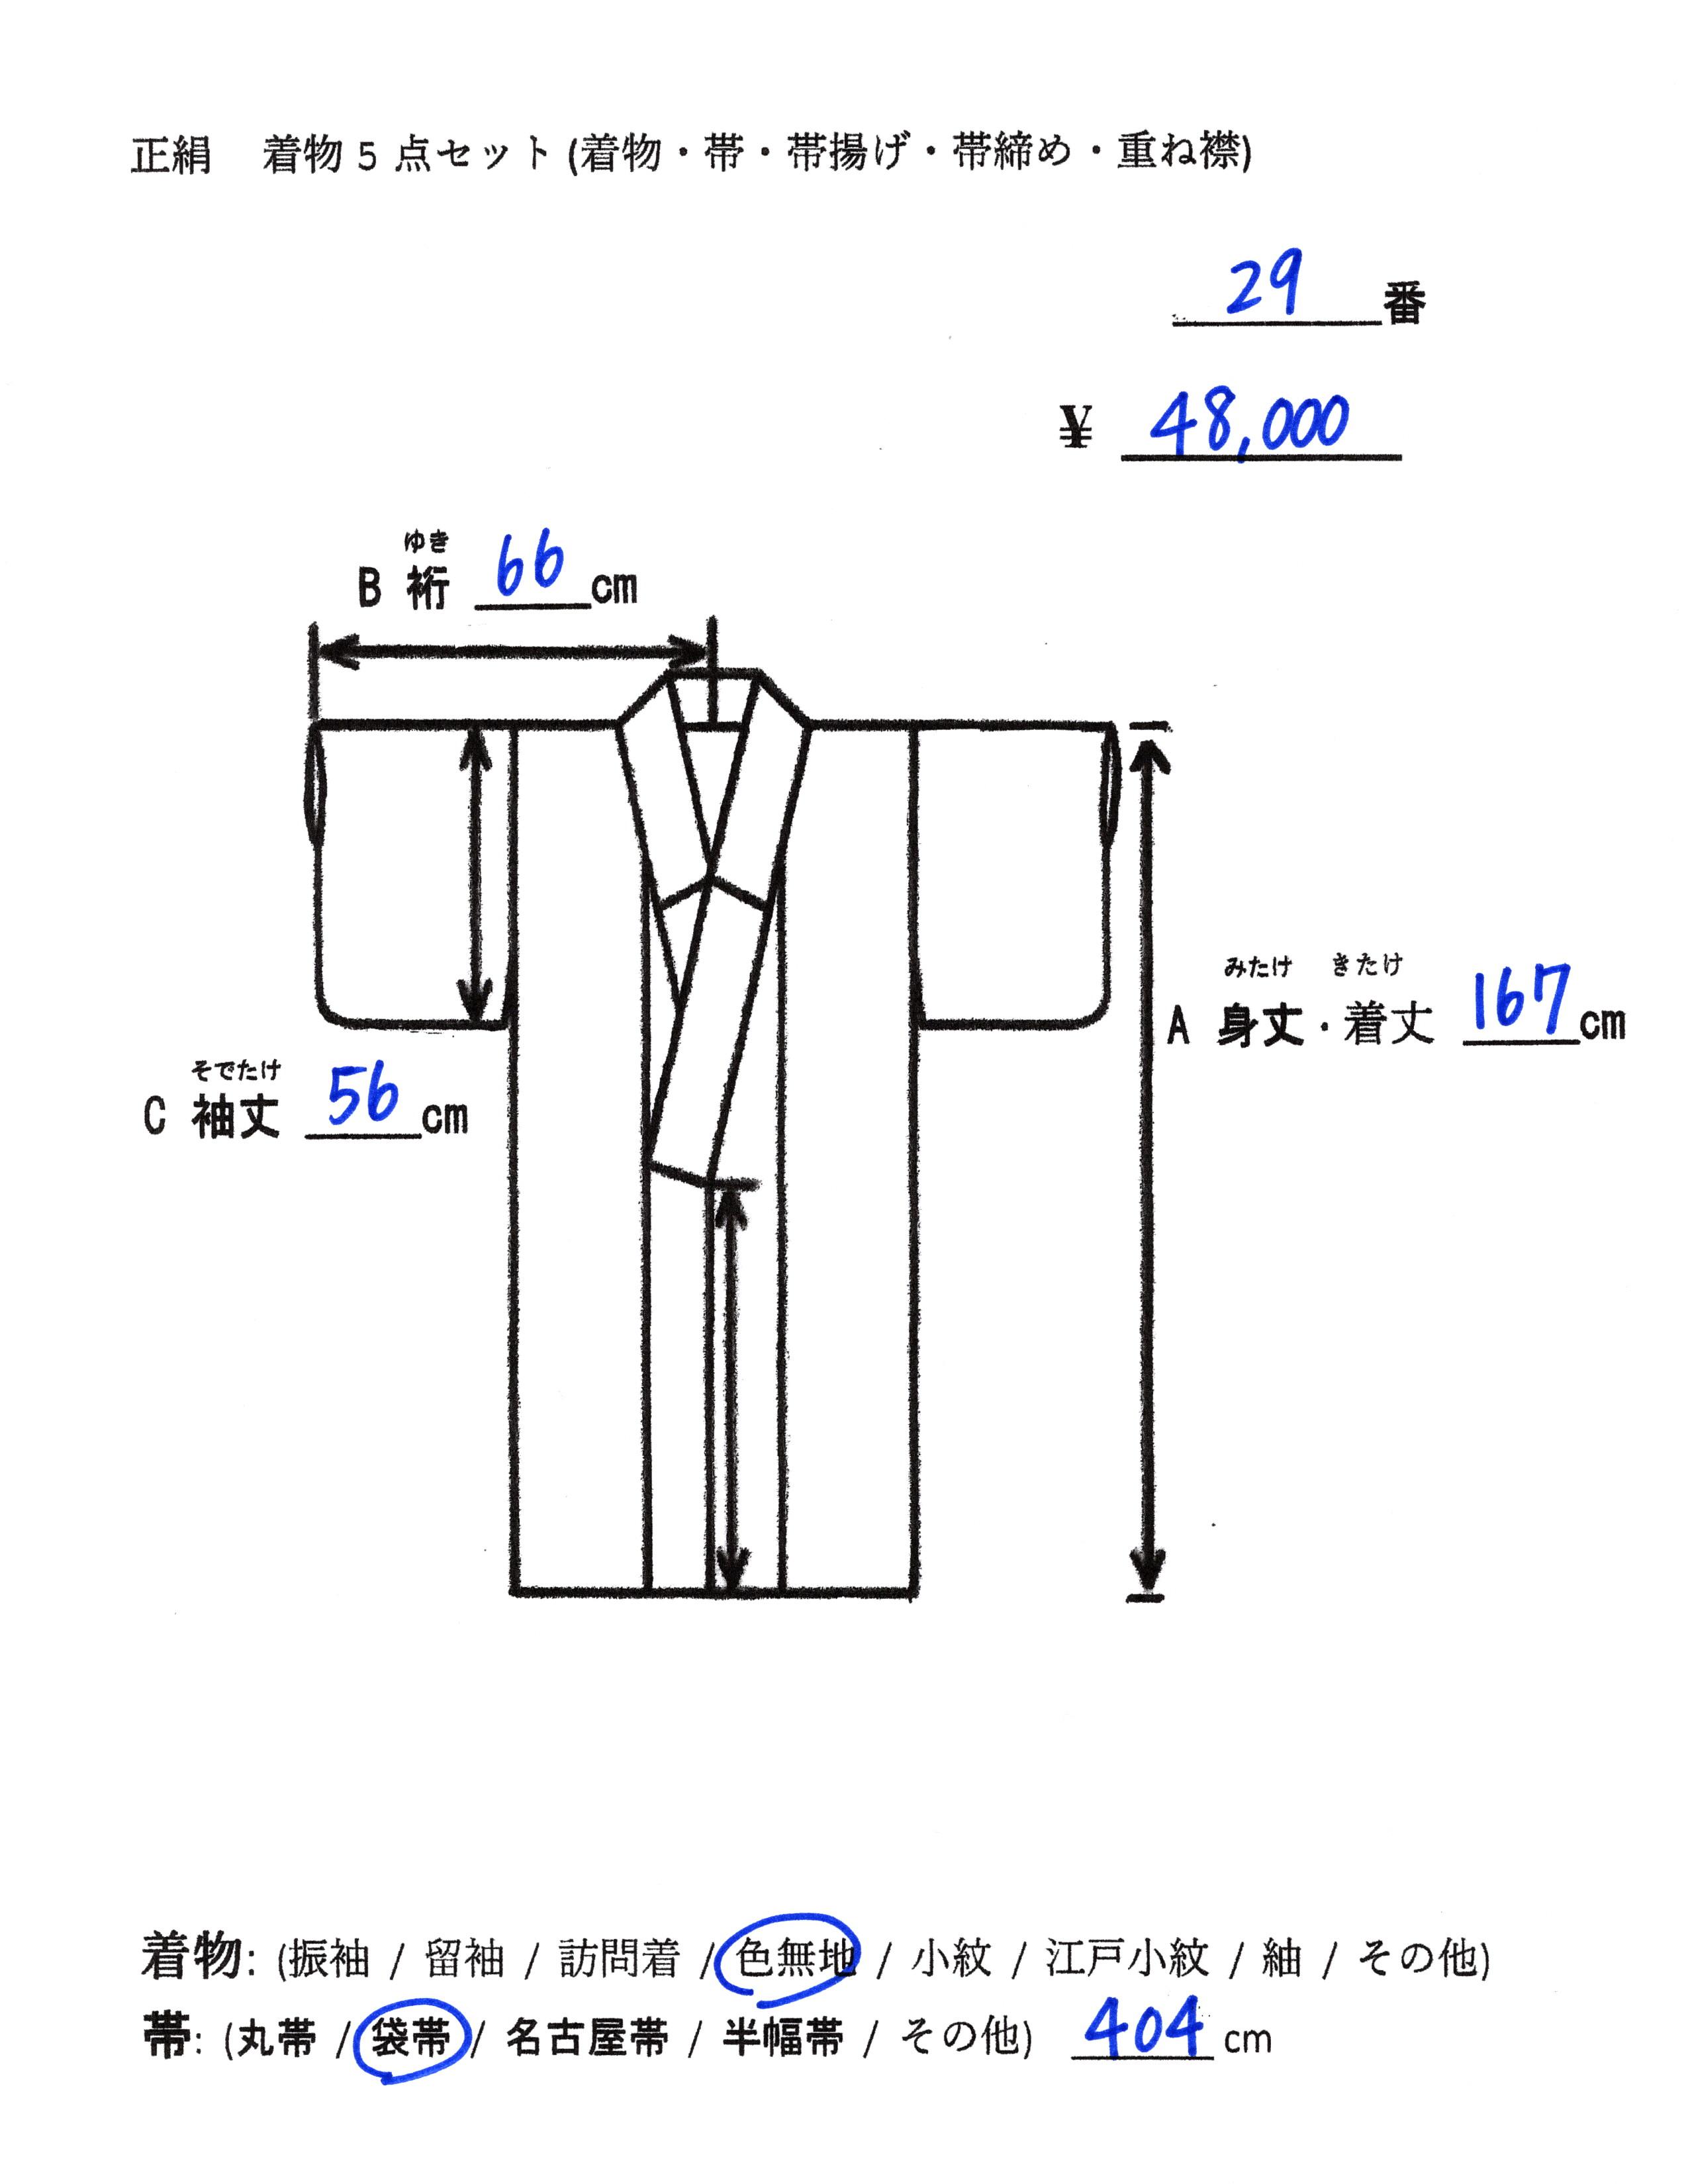 正絹　着物 5 点セット (着物・帯・帯揚げ・帯締め・重ね襟)
29 番
¥ 48,000
ゆき
B 裄 66 cm
みたけ　きたけ
A 身丈・着丈 167 cm
そでたけ
C 袖丈 56 cm
着物: (振袖 / 留袖 / 訪問着 / 色無地 / 小紋 / 江戸小紋 / 紬 / その他)
帯: (丸帯 / 袋帯 / 名古屋帯 / 半幅帯 / その他) 404 cm